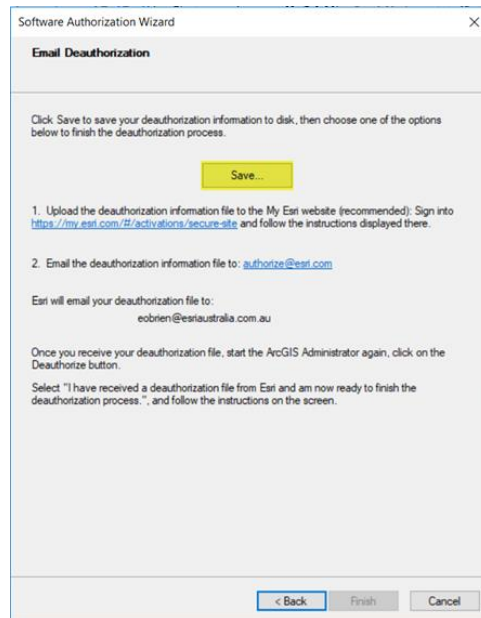 Software Authorization Wizard
Email Deauthorization
Click Save to save your deauthorization information to disk, then choose one of the options
below to finish the deauthorization process.
Save...
1. Upload the deauthorization information file to the My Esri website (recommended): Sign into
https://my.esri.com/#/activations/secure-site and follow the instructions displayed there.
2. Email the deauthorization information file to: authorize@esri.com
Esri will email your deauthorization file to:
eobrien@esriaustralia.com.au
Once you receive your deauthorization file, start the ArcGIS Administrator again, click on the
Deauthorize button.
Select "I have received a deauthorization file from Esri and am now ready to finish the
deauthorization process.", and follow the instructions on the screen.
< Back Finish Cancel